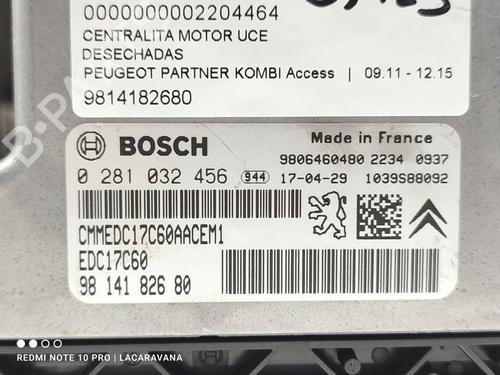 0000000002204464
CENTRALITA MOTOR UCE
DESECHADAS
PEUGEOT PARTNER KOMBI Access | 09.11 - 12.15
9814182680
BOSCH
Made in France
9806460480 2234 0937
0 281 032 456 944 17-04-29 1039S88092
CMMEDC17C60AACEM1
EDC17C60
98 141 826 80
REDMI NOTE 10 PRO | LACARAVANA